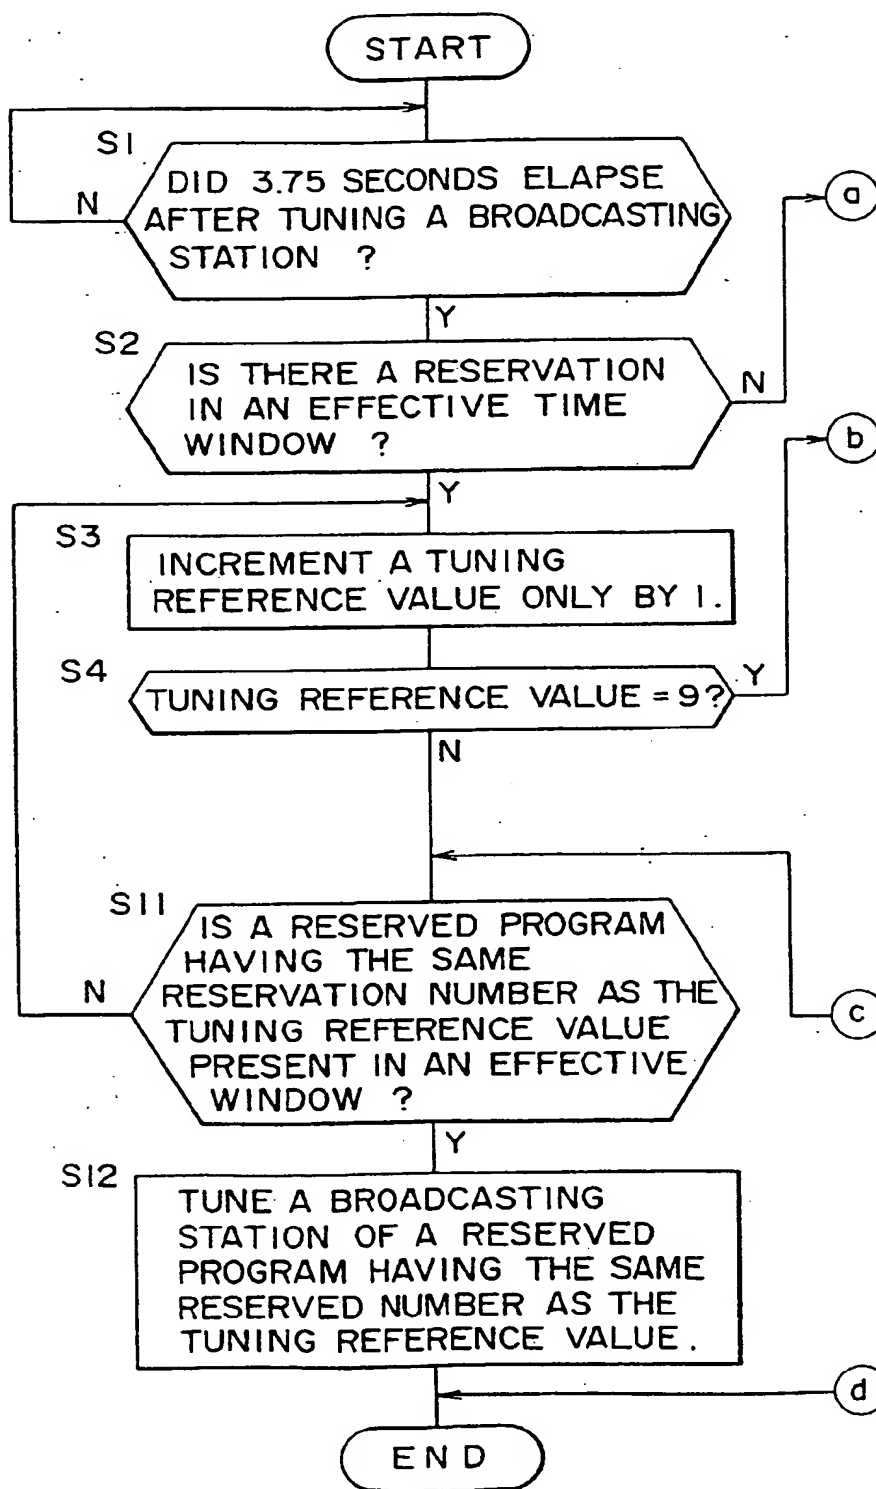 START
S1
DID 3.75 SECONDS ELAPSE
N
AFTER TUNING A BROADCASTING
STATION ?
a
Y
S2
IS THERE A RESERVATION
N
IN AN EFFECTIVE TIME
WINDOW ?
b
Y
S3
INCREMENT A TUNING
REFERENCE VALUE ONLY BY 1.
S4
TUNING REFERENCE VALUE = 9?
Y
N
S11
IS A RESERVED PROGRAM
HAVING THE SAME
N
RESERVATION NUMBER AS THE
c
TUNING REFERENCE VALUE
PRESENT IN AN EFFECTIVE
WINDOW ?
Y
S12
TUNE A BROADCASTING
STATION OF A RESERVED
PROGRAM HAVING THE SAME
RESERVED NUMBER AS THE
TUNING REFERENCE VALUE.
d
END